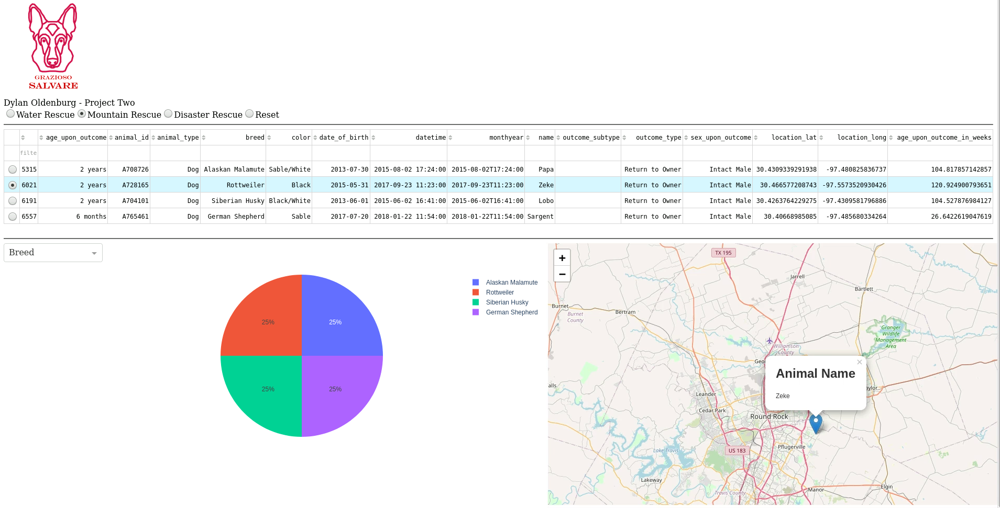 GRAZIOSO
SALVARE
Dylan Oldenburg - Project Two
Water Rescue Mountain Rescue Disaster Rescue Reset
age_upon_outcome animal_id animal_type breed color date_of_birth datetime monthyear name outcome_subtype outcome_type sex_upon_outcome location_lat location_long age_upon_outcome_in_weeks
filte
5315 2 years A708726 Dog Alaskan Malamute Sable/White 2013-07-30 2015-08-02 17:24:00 2015-08-02T17:24:00 Papa Return to Owner Intact Male 30.4309339291938 -97.480825836737 104.817857142857
6021 2 years A728165 Dog Rottweiler Black 2015-05-31 2017-09-23 11:23:00 2017-09-23T11:23:00 Zeke Return to Owner Intact Male 30.466577208743 -97.5573520930426 120.924900793651
6191 2 years A704101 Dog Siberian Husky Black/White 2013-06-01 2015-06-02 16:41:00 2015-06-02T16:41:00 Lobo Return to Owner Intact Male 30.4263764229275 -97.4309581796886 104.527876984127
6557 6 months A765461 Dog German Shepherd Sable 2017-07-20 2018-01-22 11:54:00 2018-01-22T11:54:00 Sargent Return to Owner Intact Male 30.40668985085 -97.485680334264 26.6422619047619
Breed
25%
25%
25%
25%
Alaskan Malamute
Rottweiler
Siberian Husky
German Shepherd
+
−
TX 195
Jarrell
Bartlett
Burnet
Burnet
County
Bertram
Granger
Wildlife
Management
Area
Williamson
County
Geor
×
Animal Name
Zeke
alls
aylor
Leander
Cedar Park
Round Rock
Pflugerville
US 183
Lake Travis
Lakeway
Travis County
Manor
Elgin